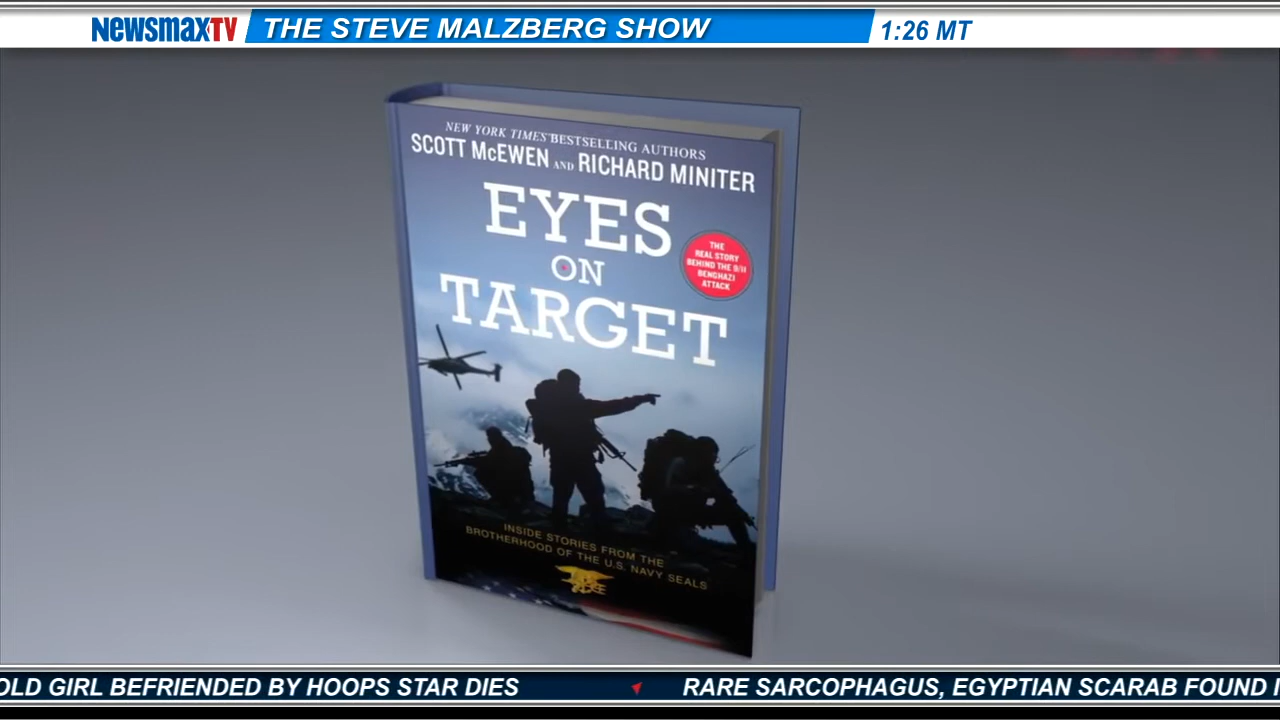 NEWSMAXTV THE STEVE MALZBERG SHOW 1:26 MT
NEW YORK TIMES BESTSELLING AUTHORS
SCOTT McEWEN AND RICHARD MINITER
EYES
ON
TARGET
THE
REAL STORY
BEHIND THE 9/11
BENGHAZI
ATTACK
INSIDE STORIES FROM THE
BROTHERHOOD OF THE U.S. NAVY SEALS
OLD GIRL BEFRIENDED BY HOOPS STAR DIES RARE SARCOPHAGUS, EGYPTIAN SCARAB FOUND